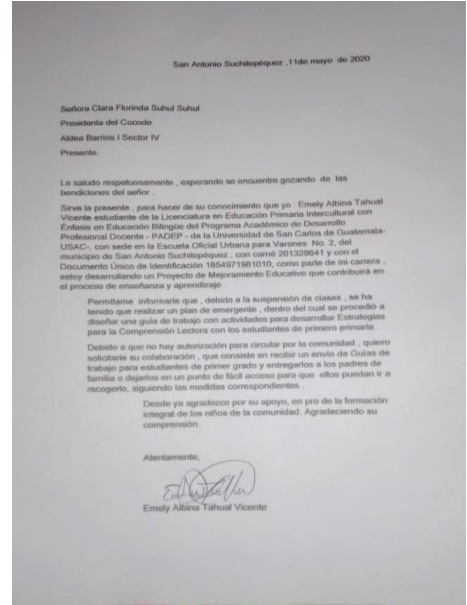 San Antonio Suchitepéquez ,11de mayo de 2020
Señora Clara Florinda Suhul Suhul
Presidenta del Cocode
Aldea Barrios I Sector IV
Presente.
Le saludo respetuosamente , esperando se encuentre gozando de las
bendiciones del señor .
Sirve la presente , para hacer de su conocimiento que yo : Emely Albina Tahual
Vicente estudiante de la Licenciatura en Educación Primaria Intercultural con
Énfasis en Educación Bilingüe del Programa Académico de Desarrollo
Profesional Docente - PADEP - de la Universidad de San Carlos de Guatemala-
USAC-, con sede en la Escuela Oficial Urbana para Varones No. 2, del
municipio de San Antonio Suchitepéquez , con carné 201328641 y con el
Documento Único de Identificación 1854971981010, como parte de mi carrera ,
estoy desarrollando un Proyecto de Mejoramiento Educativo que contribuirá en
el proceso de enseñanza y aprendizaje .
Permítame informarle que , debido a la suspensión de clases , se ha
tenido que realizar un plan de emergente , dentro del cual se procedió a
diseñar una guía de trabajo con actividades para desarrollar Estrategias
para la Comprensión Lectora con los estudiantes de primero primaria .
Debido a que no hay autorización para circular por la comunidad , quiero
solicitarle su colaboración , que consiste en recibir un envío de Guías de
trabajo para estudiantes de primer grado y entregarlos a los padres de
familia o dejarlos en un punto de fácil acceso para que ellos puedan ir a
recogerlo, siguiendo las medidas correspondientes .
Desde ya agradezco por su apoyo, en pro de la formación
integral de los niños de la comunidad. Agradeciendo su
comprensión.
Atentamente,
Emely Albina Tahual Vicente